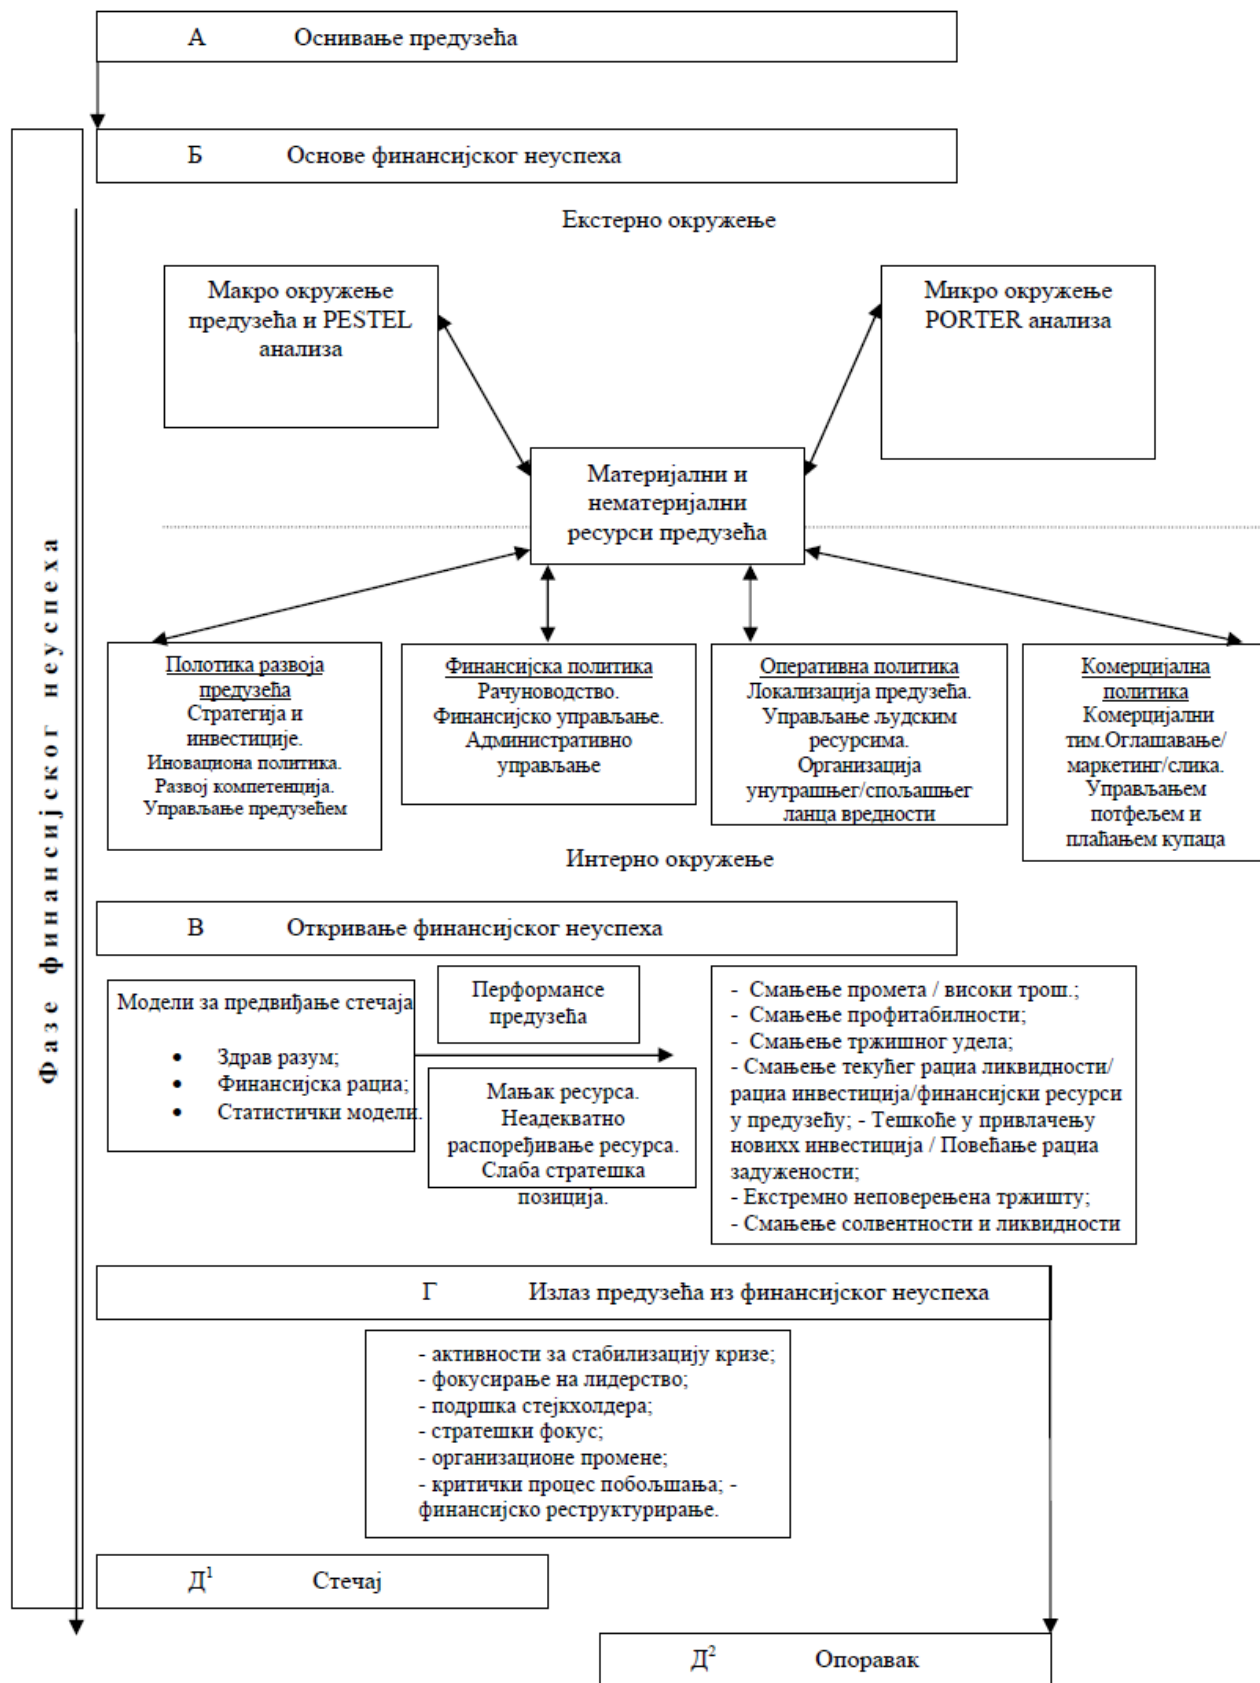 А Оснивање предузећа
Б Основе финансијског неуспеха
Фазе финансијског неуспеха
Екстерно окружење
Макро окружење
предузећа и PESTEL
анализа
Микро окружење
PORTER анализа
Материјални и
нематеријални
ресурси предузећа
Полотика развоја
предузећа
Стратегија и
инвестиције.
Иновациона политика.
Развој компетенција.
Управљање предузећем
Финансијска политика
Рачуноводство.
Финансијско управљање.
Административно
управљање
Оперативна политика
Локализација предузећа.
Управљање људским
ресурсима.
Организација
унутрашњег/спољашњег
ланца вредности
Комерцијална
политика
Комерцијални
тим.Оглашавање/
маркетинг/слика.
Управљањем
потфељем и
плаћањем купаца
Интерно окружење
В Откривање финансијског неуспеха
Модели за предвиђање стечаја
• Здрав разум;
• Финансијска рациа;
• Статистички модели.
Перформансе
предузећа
Мањак ресурса.
Неадекватно
распоређивање ресурса.
Слаба стратешка
позиција.
- Смањење промета / високи трош.;
- Смањење профитабилности;
- Смањење тржишног удела;
- Смањење текућег рациа ликвидности/
рациа инвестиција/финансијски ресурси
у предузећу; - Тешкоће у привлачењу
новихх инвестиција / Повећање рациа
задужености;
- Екстремно неповерењена тржишту;
- Смањење солвентности и ликвидности
Г Излаз предузећа из финансијског неуспеха
- активности за стабилизацију кризе;
- фокусирање на лидерство;
- подршка стејкхолдера;
- стратешки фокус;
- организационе промене;
- критички процес побољшања; -
финансијско реструктурирање.
Д¹ Стечај
Д² Опоравак